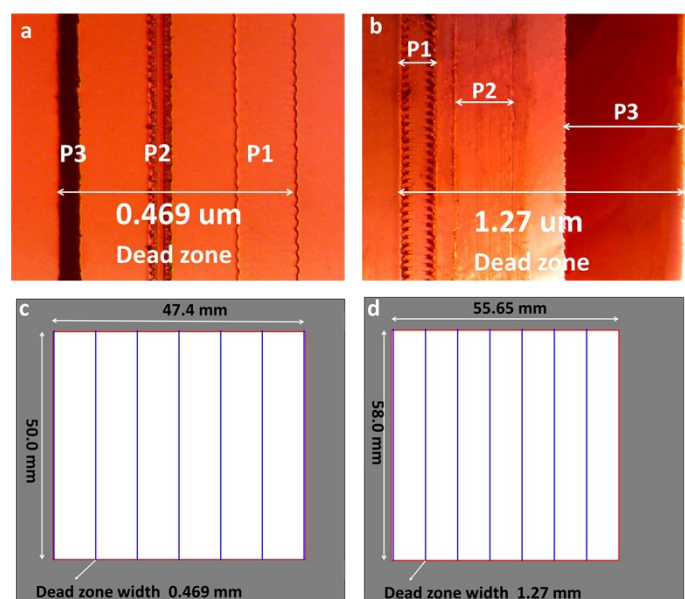 a
P3
P2
P1
0.469 um
Dead zone
b
P1
P2
P3
1.27 um
Dead zone
c
47.4 mm
50.0 mm
Dead zone width 0.469 mm
d
55.65 mm
58.0 mm
Dead zone width 1.27 mm